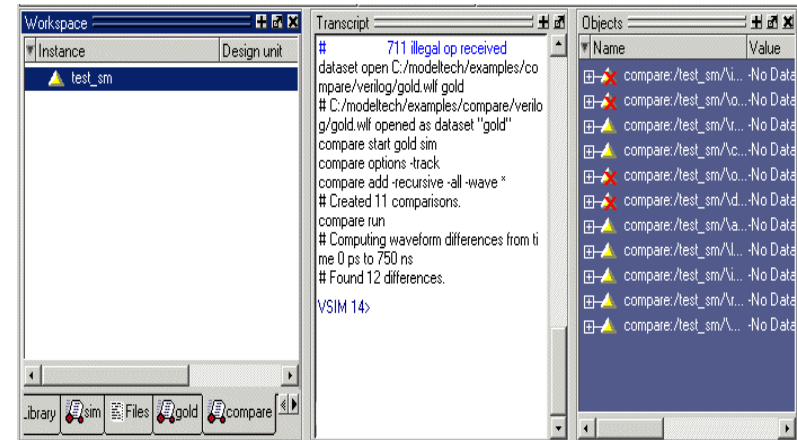 Workspace
Instance Design unit
test_sm
Library sim Files gold compare
Transcript
# 711 illegal op received
dataset open C:/modeltech/examples/co
mpare/verilog/gold.wlf gold
# C:/modeltech/examples/compare/verilo
g/gold.wlf opened as dataset "gold"
compare start gold sim
compare options -track
compare add -recursive -all -wave *
# Created 11 comparisons.
compare run
# Computing waveform differences from ti
me 0 ps to 750 ns
# Found 12 differences.
VSIM 14>
Objects
Name Value
compare:/test_sm/\i... -No Data
compare:/test_sm/\o... -No Data
compare:/test_sm/\r... -No Data
compare:/test_sm/\c... -No Data
compare:/test_sm/\o... -No Data
compare:/test_sm/\d... -No Data
compare:/test_sm/\a... -No Data
compare:/test_sm/\l... -No Data
compare:/test_sm/\i... -No Data
compare:/test_sm/\r... -No Data
compare:/test_sm/\... -No Data